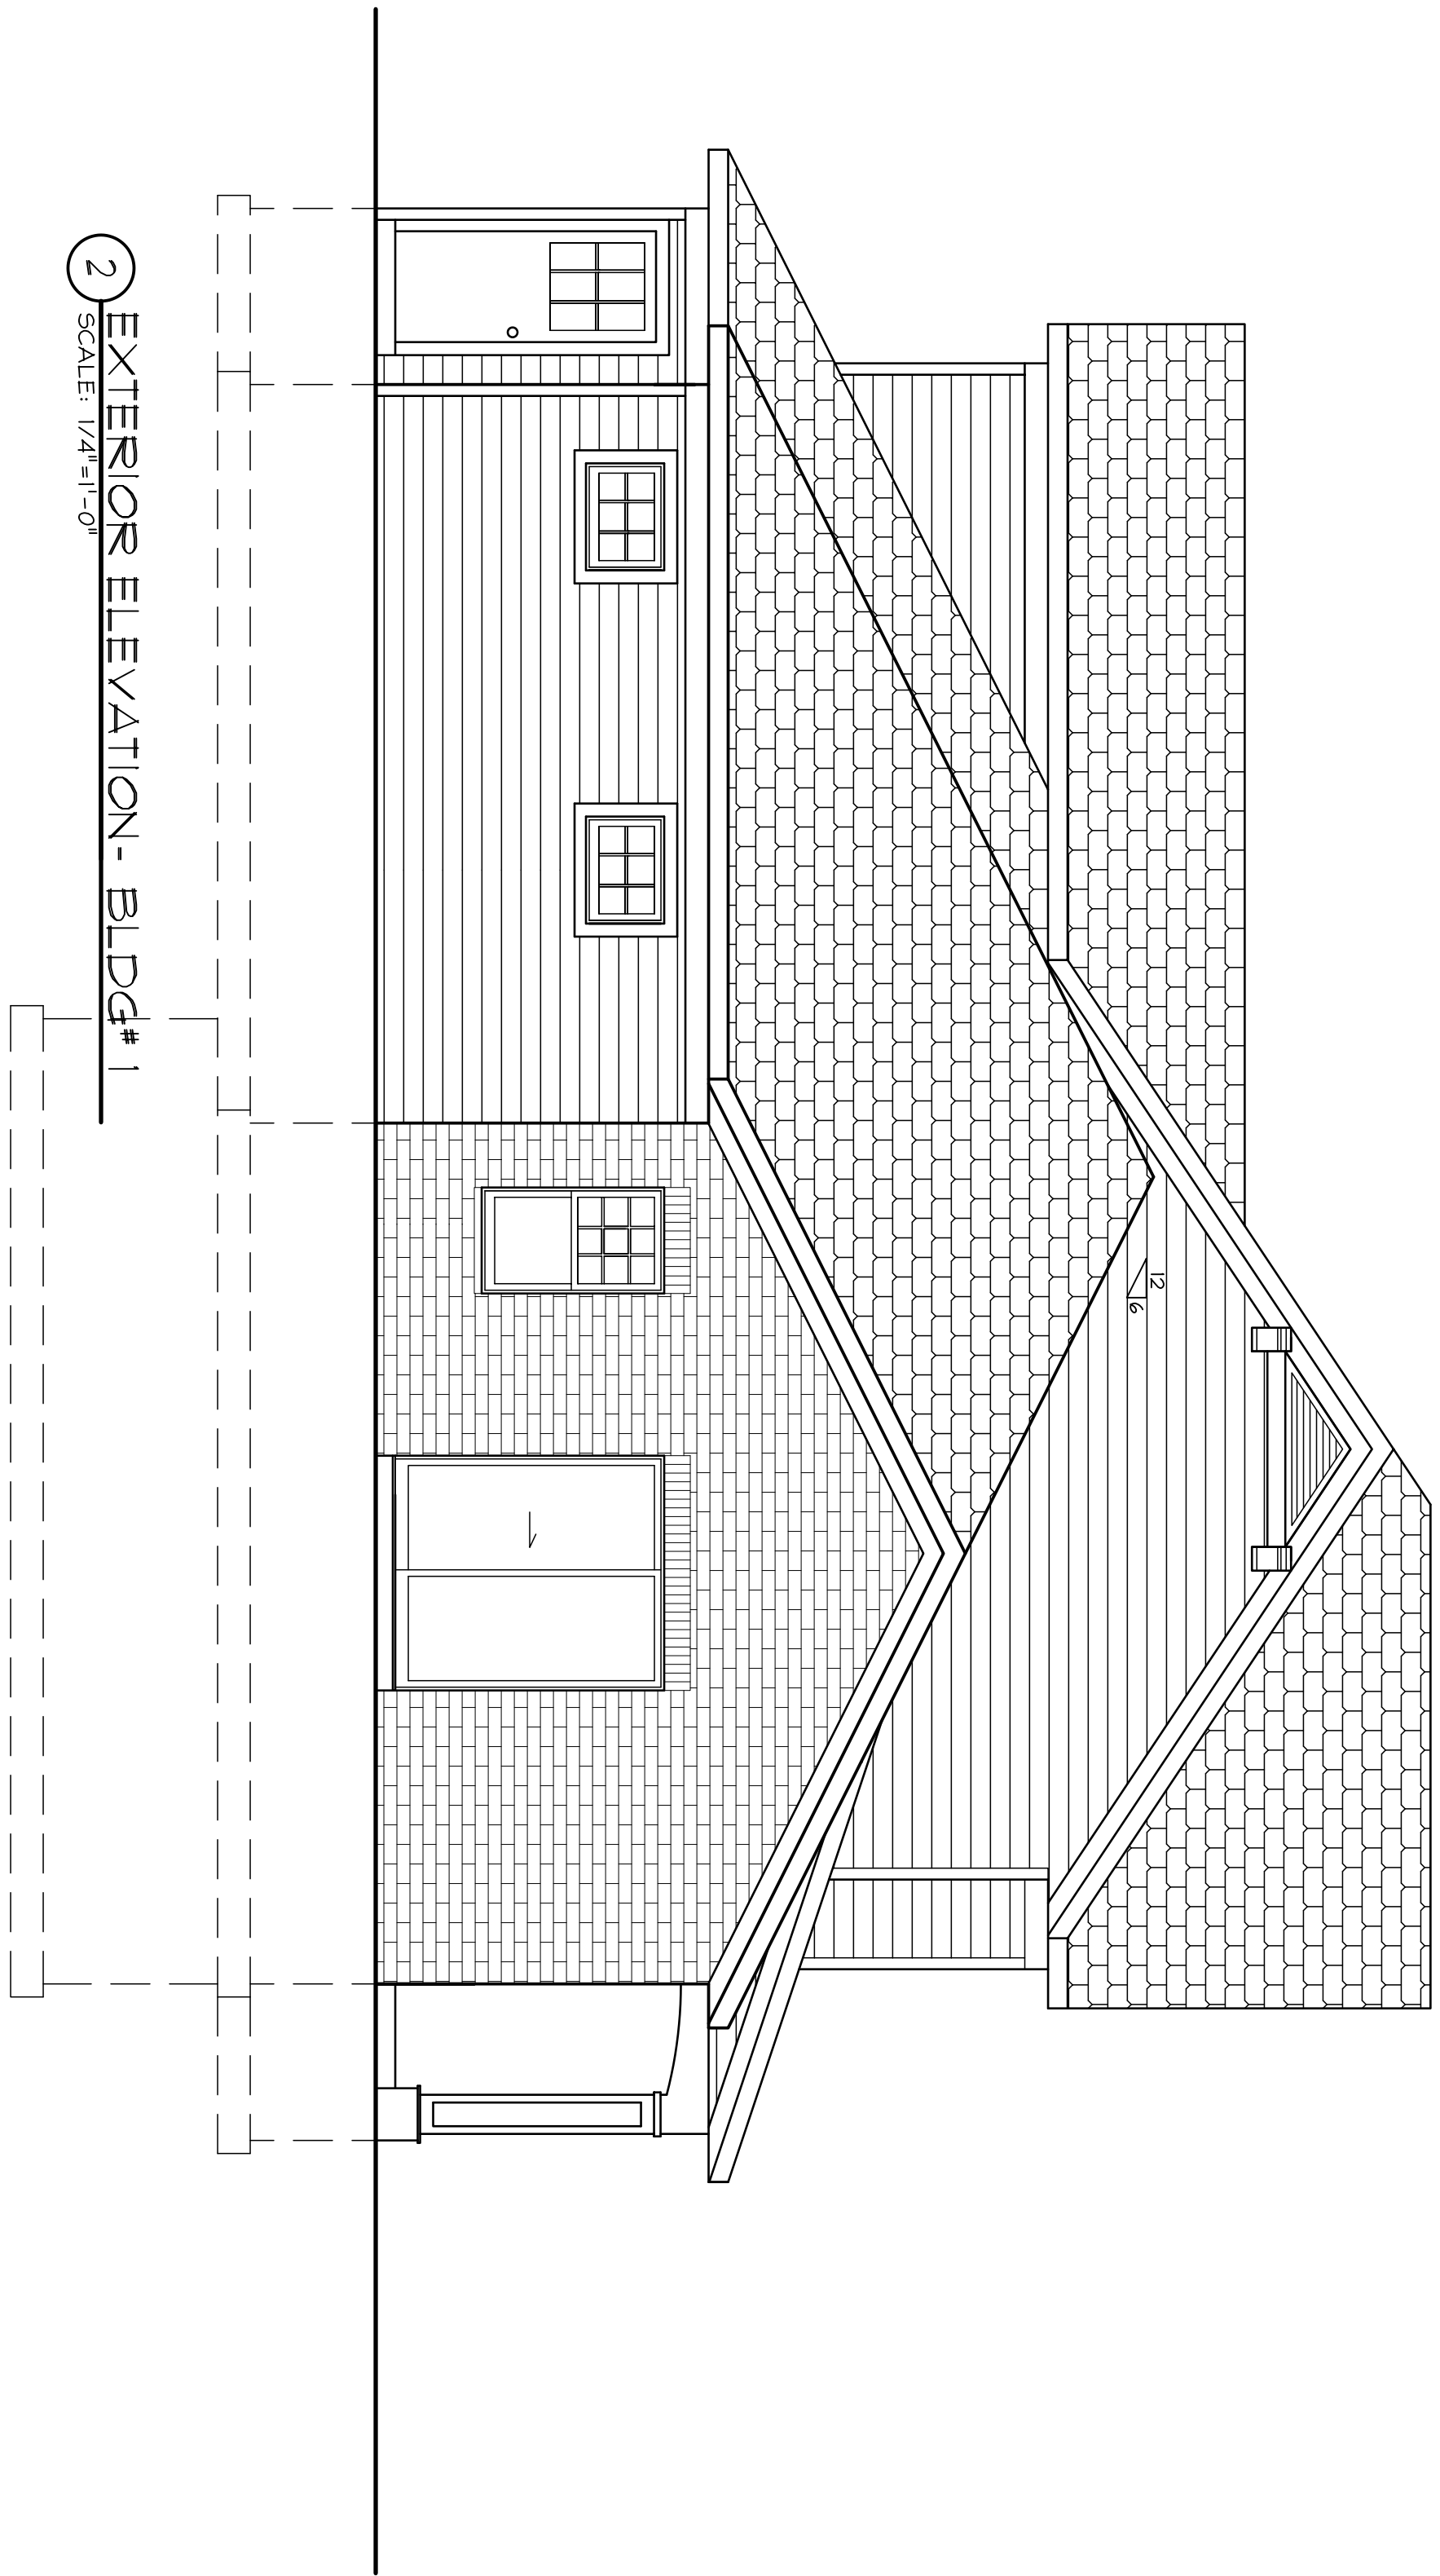 12
6
2
EXTERIOR ELEVATION- BLDG# 1
SCALE: 1/4"=1'-0"